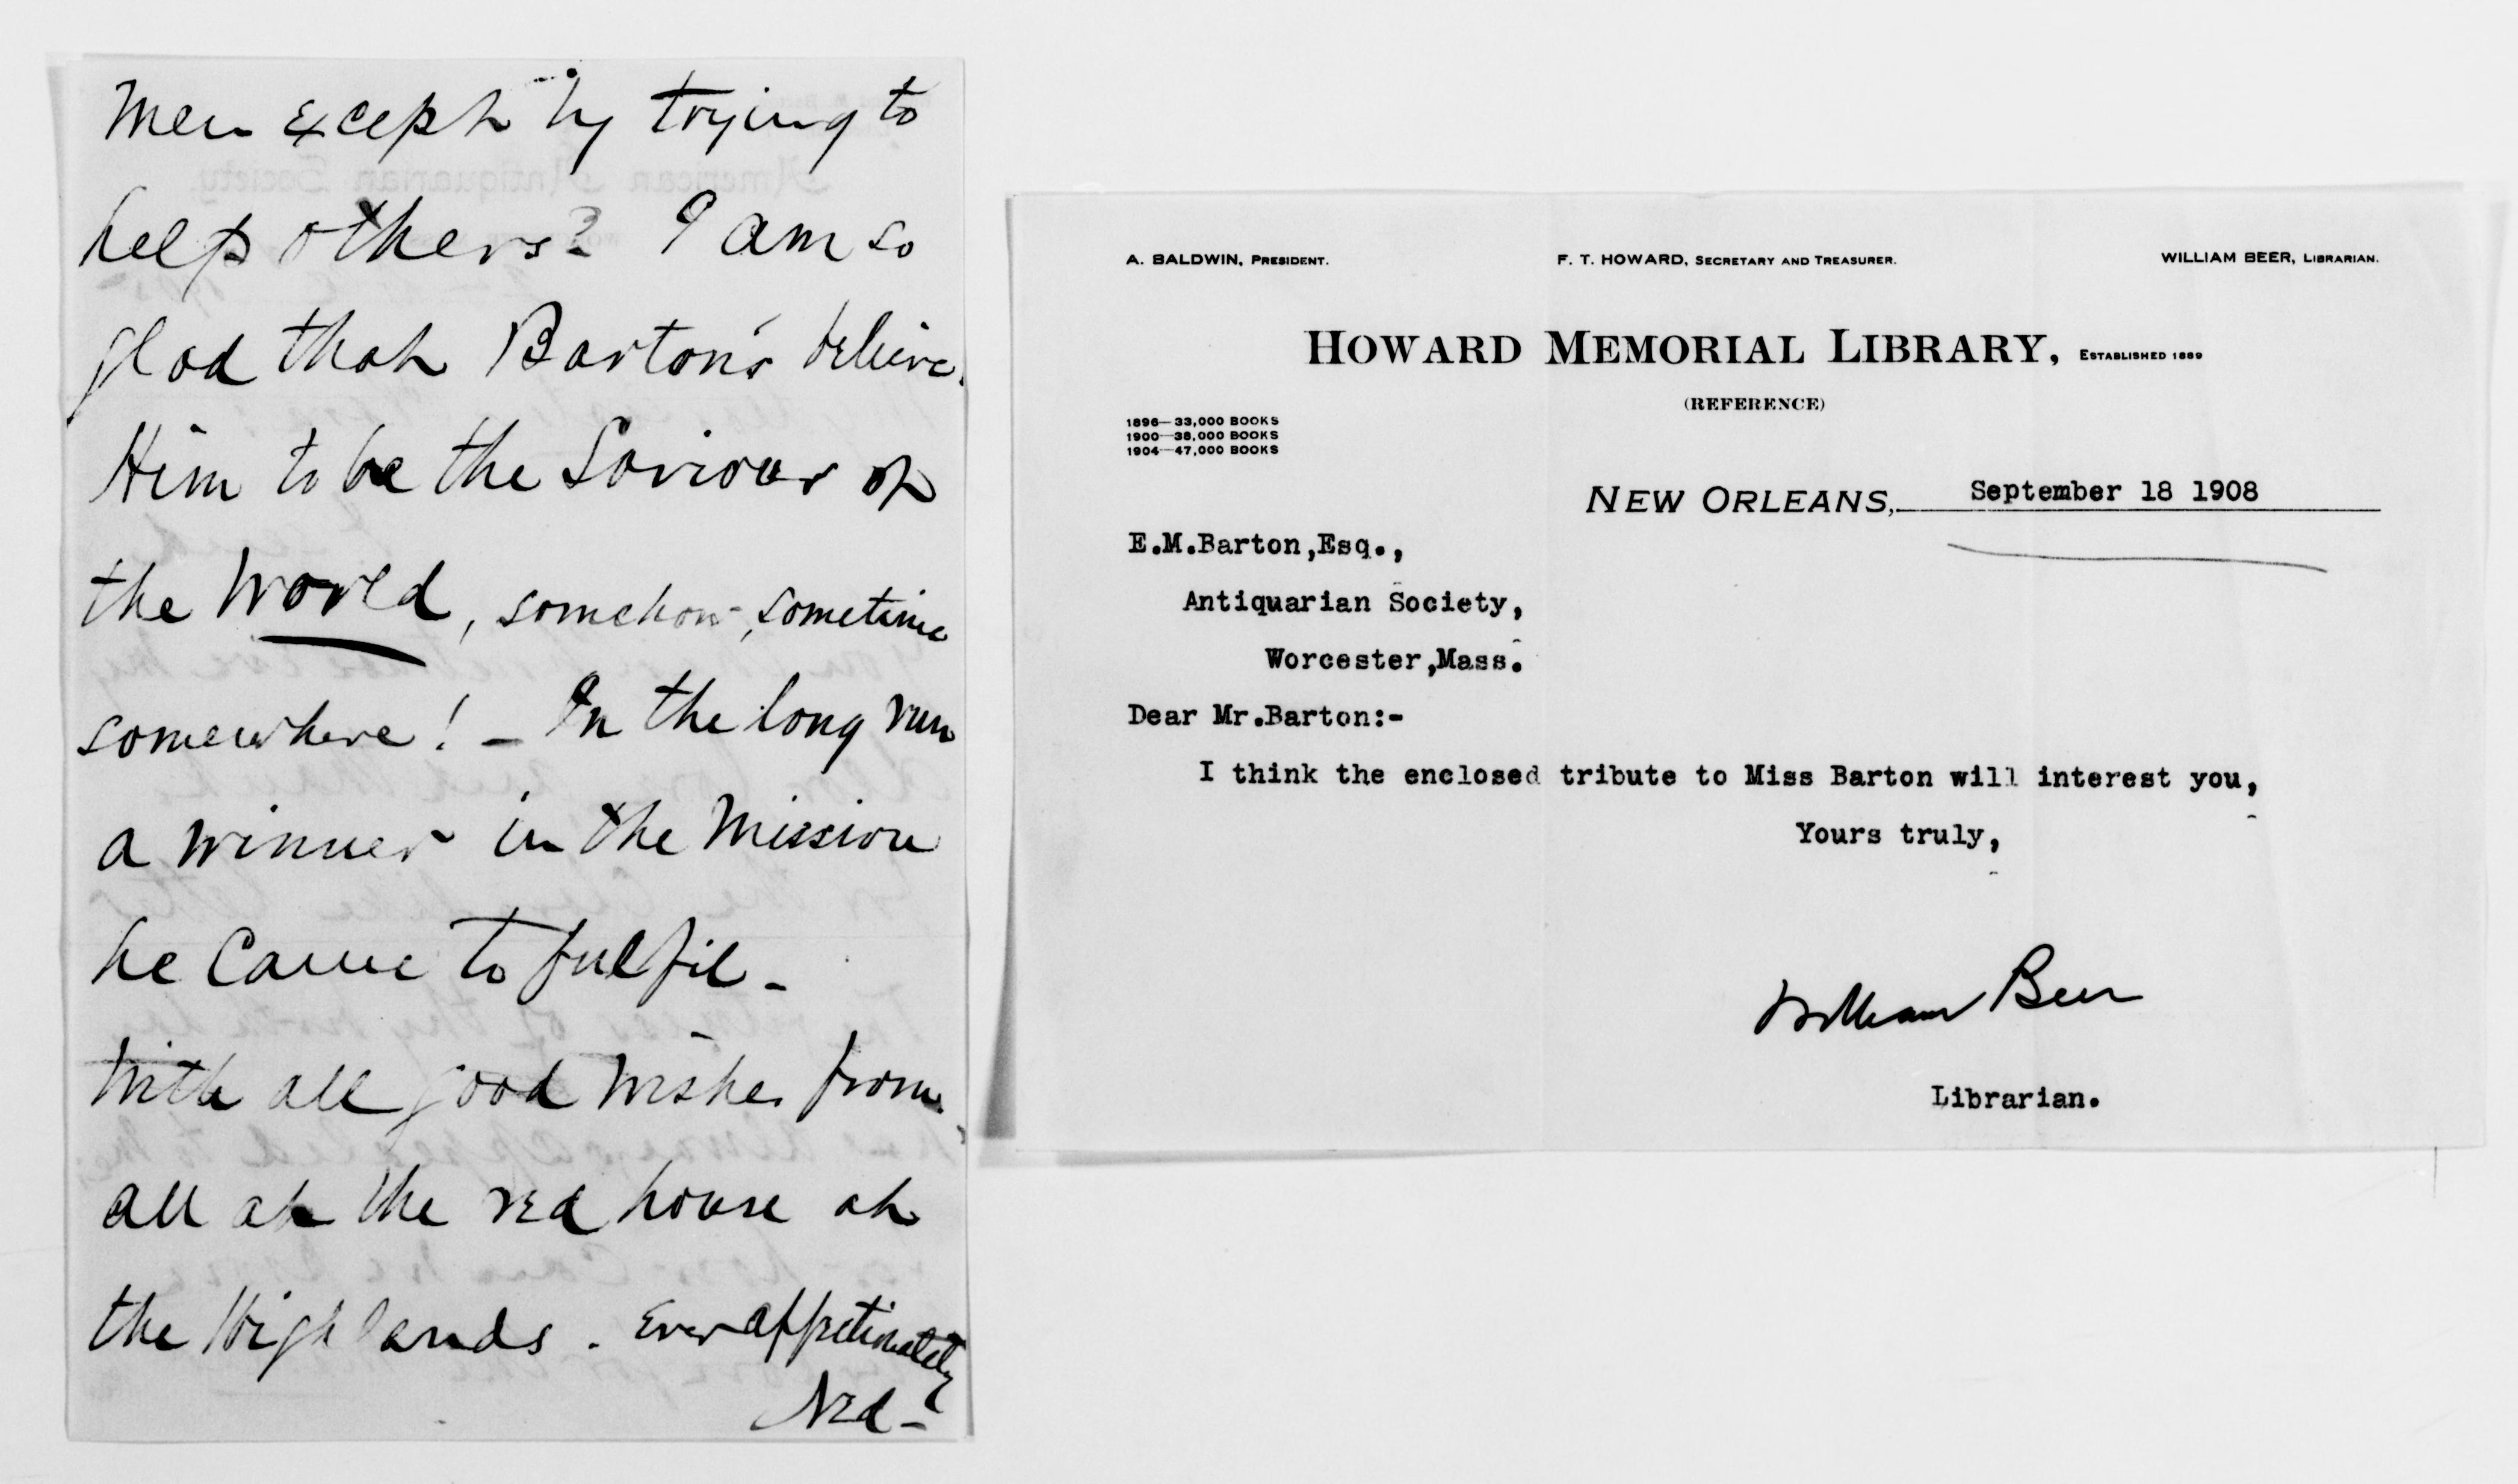 Men except by trying to
help others? I am so
glad that Barton's believe
Him to be the Saviour of
the World, somehow, sometime
somewhere! - In the long run
a winner in the Mission
he came to fulfil -
With all good wishes from
all at the red house at
the Highlands. Ever affectionately
Ned -
A. BALDWIN, PRESIDENT.
F. T. HOWARD, SECRETARY AND TREASURER.
WILLIAM BEER, LIBRARIAN.
HOWARD MEMORIAL LIBRARY, ESTABLISHED 1889
(REFERENCE)
1896—33,000 BOOKS
1900—38,000 BOOKS
1904—47,000 BOOKS
NEW ORLEANS, September 18 1908
E.M.Barton,Esq.,
Antiquarian Society,
Worcester,Mass.
Dear Mr.Barton:-
I think the enclosed tribute to Miss Barton will interest you,
Yours truly,
William Beer
Librarian.